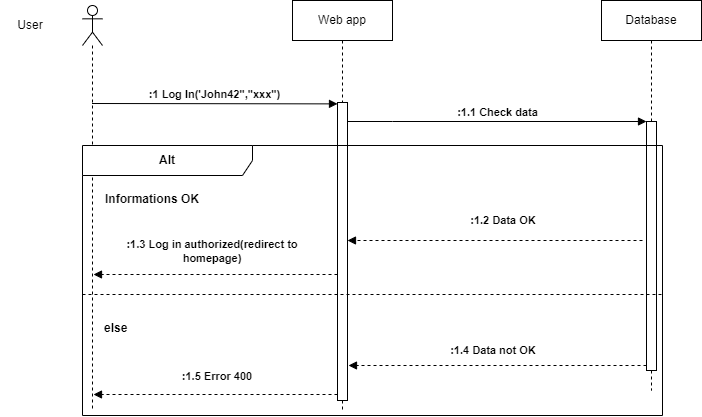 User
Web app
Database
:1 Log In('John42","xxx")
:1.1 Check data
Alt
Informations OK
:1.2 Data OK
:1.3 Log in authorized(redirect to
homepage)
else
:1.4 Data not OK
:1.5 Error 400